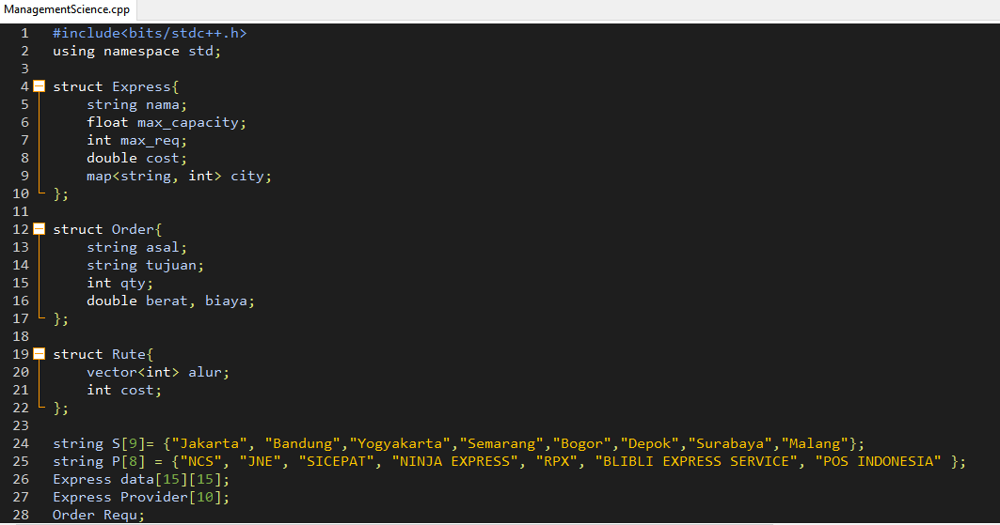 ManagementScience.cpp
1 #include<bits/stdc++.h>
2 using namespace std;
3
4 struct Express{
5 string nama;
6 float max_capacity;
7 int max_req;
8 double cost;
9 map<string, int> city;
10 };
11
12 struct Order{
13 string asal;
14 string tujuan;
15 int qty;
16 double berat, biaya;
17 };
18
19 struct Rute{
20 vector<int> alur;
21 int cost;
22 };
23
24 string S[9]= {"Jakarta", "Bandung","Yogyakarta","Semarang","Bogor","Depok","Surabaya","Malang"};
25 string P[8] = {"NCS", "JNE", "SICEPAT", "NINJA EXPRESS", "RPX", "BLIBLI EXPRESS SERVICE", "POS INDONESIA" };
26 Express data[15][15];
27 Express Provider[10];
28 Order Requ;